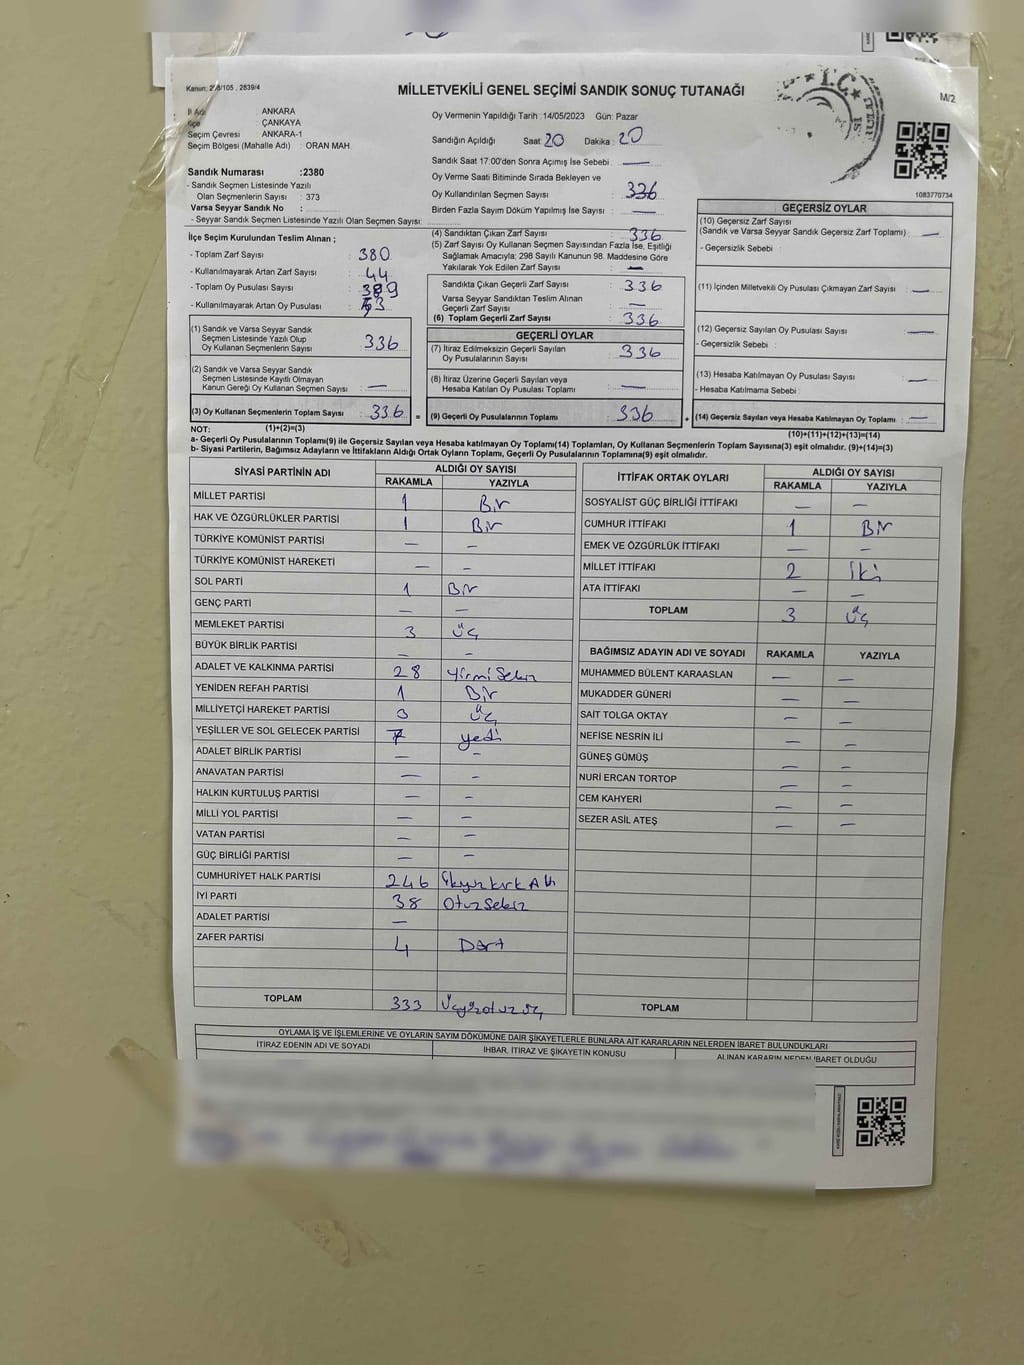 Kanun: 298/105 , 2839/4
MİLLETVEKİLİ GENEL SEÇİMİ SANDIK SONUÇ TUTANAĞI
M/2
T.C.
İl Adı : ANKARA
İlçe : ÇANKAYA
Seçim Çevresi : ANKARA-1
Seçim Bölgesi (Mahalle Adı) : ORAN MAH.
Sandık Numarası :2380
- Sandık Seçmen Listesinde Yazılı
Olan Seçmenlerin Sayısı : 373
Varsa Seyyar Sandık No :
- Seyyar Sandık Seçmen Listesinde Yazılı Olan Seçmen Sayısı:
Oy Vermenin Yapıldığı Tarih :14/05/2023 Gün: Pazar
Sandığın Açıldığı Saat: 20 Dakika : 20
Sandık Saat 17:00'den Sonra Açımış İse Sebebi : —
Oy Verme Saati Bitiminde Sırada Bekleyen ve
Oy Kullandırılan Seçmen Sayısı : 336
Birden Fazla Sayım Döküm Yapılmış İse Sayısı : —
1083770734
İlçe Seçim Kurulundan Teslim Alınan ;
- Toplam Zarf Sayısı : 380
- Kullanılmayarak Artan Zarf Sayısı : 44
- Toplam Oy Pusulası Sayısı : 389
- Kullanılmayarak Artan Oy Pusulası : 53
(1) Sandık ve Varsa Seyyar Sandık
Seçmen Listesinde Yazılı Olup
Oy Kullanan Seçmenlerin Sayısı : 336
(2) Sandık ve Varsa Seyyar Sandık
Seçmen Listesinde Kayıtlı Olmayan
Kanun Gereği Oy Kullanan Seçmen Sayısı : —
(3) Oy Kullanan Seçmenlerin Toplam Sayısı : 336 =
(1)+(2)=(3)
(4) Sandıktan Çıkan Zarf Sayısı : 336
(5) Zarf Sayısı Oy Kullanan Seçmen Sayısından Fazla İse, Eşitliği
Sağlamak Amacıyla; 298 Sayılı Kanunun 98. Maddesine Göre
Yakılarak Yok Edilen Zarf Sayısı : —
Sandıkta Çıkan Geçerli Zarf Sayısı : 336
Varsa Seyyar Sandıktan Teslim Alınan
Geçerli Zarf Sayısı : —
(6) Toplam Geçerli Zarf Sayısı : 336
GEÇERLİ OYLAR
(7) İtiraz Edilmeksizin Geçerli Sayılan
Oy Pusulalarının Sayısı : 336
(8) İtiraz Üzerine Geçerli Sayılan veya
Hesaba Katılan Oy Pusulası Toplamı : —
(9) Geçerli Oy Pusulalarının Toplamı : 336 +
GEÇERSİZ OYLAR
(10) Geçersiz Zarf Sayısı
(Sandık ve Varsa Seyyar Sandık Geçersiz Zarf Toplamı) : —
- Geçersizlik Sebebi :
(11) İçinden Milletvekili Oy Pusulası Çıkmayan Zarf Sayısı : —
(12) Geçersiz Sayılan Oy Pusulası Sayısı : —
- Geçersizlik Sebebi :
(13) Hesaba Katılmayan Oy Pusulası Sayısı : —
- Hesaba Katılmama Sebebi :
(14) Geçersiz Sayılan veya Hesaba Katılmayan Oy Toplamı : —
(10)+(11)+(12)+(13)=(14)
NOT:
a- Geçerli Oy Pusulalarının Toplamı(9) ile Geçersiz Sayılan veya Hesaba katılmayan Oy Toplamı(14) Toplamları, Oy Kullanan Seçmenlerin Toplam Sayısına(3) eşit olmalıdır. (9)+(14)=(3)
b- Siyasi Partilerin, Bağımsız Adayların ve İttifakların Aldığı Ortak Oyların Toplamı, Geçerli Oy Pusulalarının Toplamına(9) eşit olmalıdır.
SİYASİ PARTİNİN ADI ALDIĞI OY SAYISI
RAKAMLA YAZIYLA
MİLLET PARTİSİ 1 Bir
HAK VE ÖZGÜRLÜKLER PARTİSİ 1 Bir
TÜRKİYE KOMÜNİST PARTİSİ — —
TÜRKİYE KOMÜNİST HAREKETİ — —
SOL PARTİ 1 Bir
GENÇ PARTİ — —
MEMLEKET PARTİSİ 3 Üç
BÜYÜK BİRLİK PARTİSİ — —
ADALET VE KALKINMA PARTİSİ 28 Yirmi Sekiz
YENİDEN REFAH PARTİSİ 1 Bir
MİLLİYETÇİ HAREKET PARTİSİ 3 Üç
YEŞİLLER VE SOL GELECEK PARTİSİ 7 yedi
ADALET BİRLİK PARTİSİ — —
ANAVATAN PARTİSİ — —
HALKIN KURTULUŞ PARTİSİ — —
MİLLİ YOL PARTİSİ — —
VATAN PARTİSİ — —
GÜÇ BİRLİĞİ PARTİSİ — —
CUMHURİYET HALK PARTİSİ 246 İkiyüz kırk Altı
İYİ PARTİ 38 Otuz Sekiz
ADALET PARTİSİ —
ZAFER PARTİSİ 4 Dört
TOPLAM 333 Üçyüz otuz üç
İTTİFAK ORTAK OYLARI ALDIĞI OY SAYISI
RAKAMLA YAZIYLA
SOSYALİST GÜÇ BİRLİĞİ İTTİFAKI — —
CUMHUR İTTİFAKI 1 Bir
EMEK VE ÖZGÜRLÜK İTTİFAKI — —
MİLLET İTTİFAKI 2 İki
ATA İTTİFAKI — —
TOPLAM 3 Üç
BAĞIMSIZ ADAYIN ADI VE SOYADI RAKAMLA YAZIYLA
MUHAMMED BÜLENT KARAASLAN — —
MUKADDER GÜNERİ — —
SAİT TOLGA OKTAY — —
NEFİSE NESRİN İLİ — —
GÜNEŞ GÜMÜŞ — —
NURİ ERCAN TORTOP — —
CEM KAHYERİ — —
SEZER ASİL ATEŞ — —
TOPLAM
OYLAMA İŞ VE İŞLEMLERİNE VE OYLARIN SAYIM DÖKÜMÜNE DAİR ŞİKAYETLERLE BUNLARA AİT KARARLARIN NELERDEN İBARET BULUNDUKLARI
İTİRAZ EDENİN ADI VE SOYADI İHBAR, İTİRAZ VE ŞİKAYETİN KONUSU ALINAN KARARIN NEDEN İBARET OLDUĞU